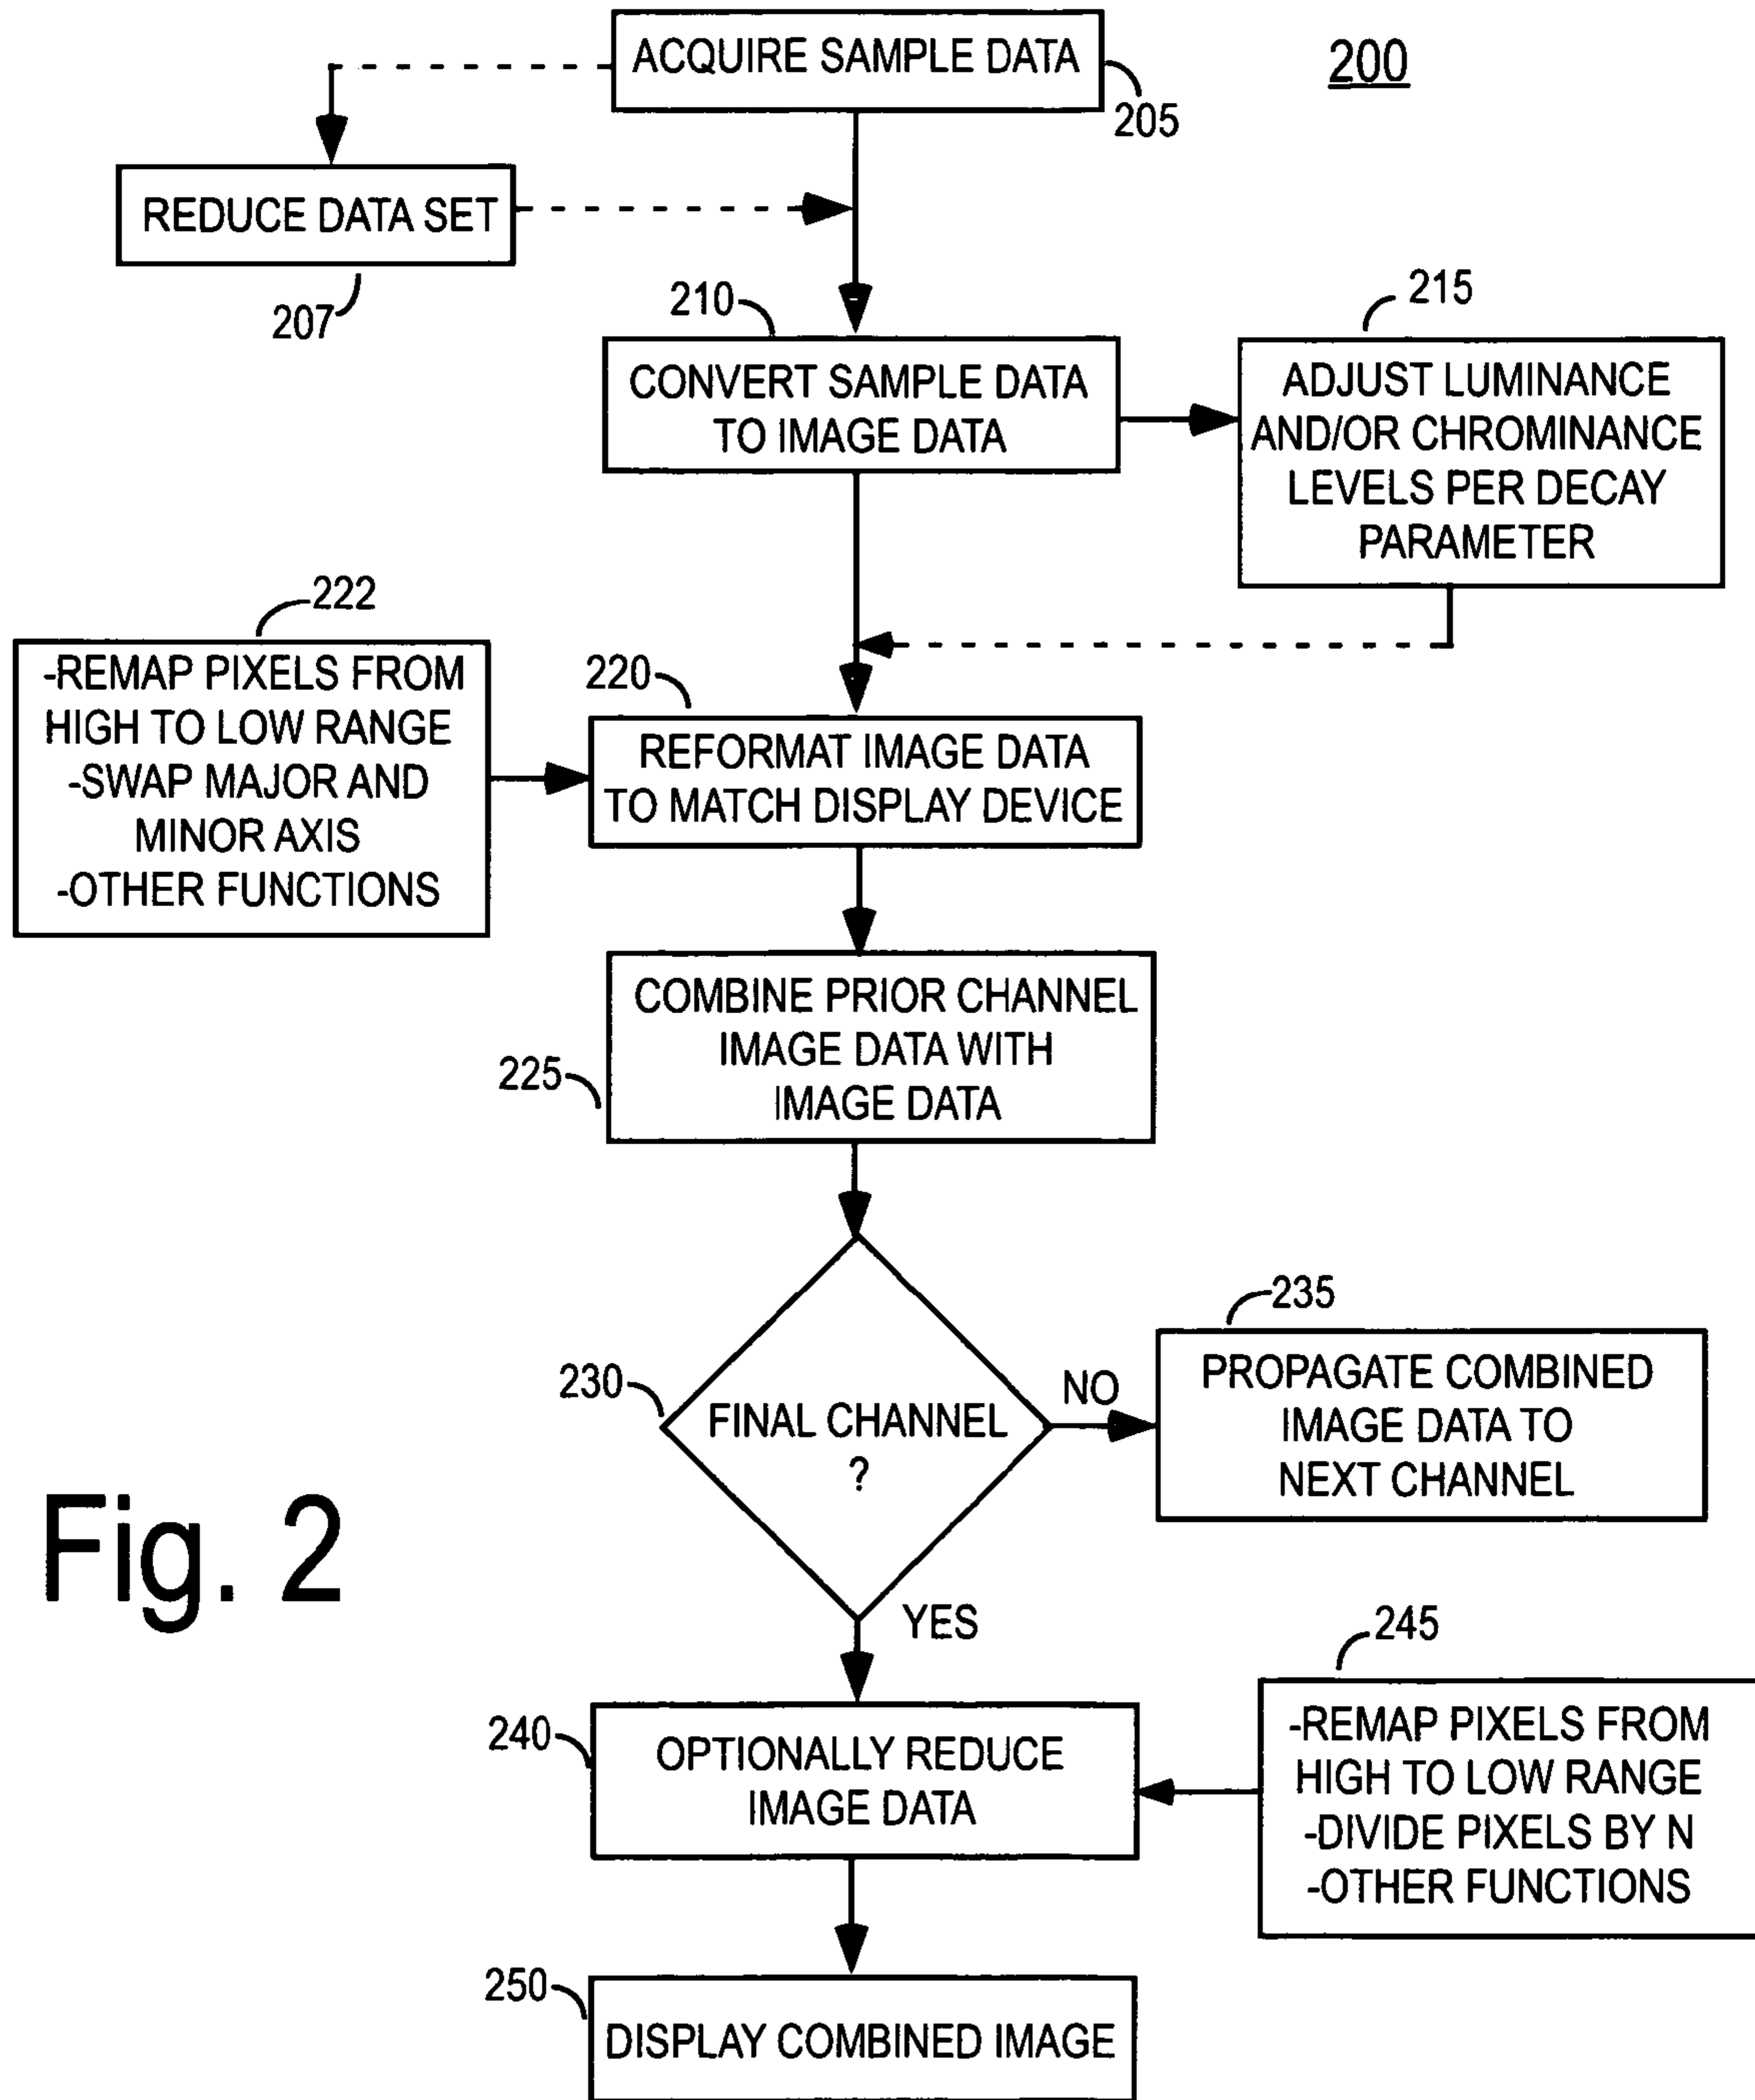 200
ACQUIRE SAMPLE DATA
205
REDUCE DATA SET
207
210
CONVERT SAMPLE DATA
TO IMAGE DATA
215
ADJUST LUMINANCE
AND/OR CHROMINANCE
LEVELS PER DECAY
PARAMETER
222
-REMAP PIXELS FROM
HIGH TO LOW RANGE
-SWAP MAJOR AND
MINOR AXIS
-OTHER FUNCTIONS
220
REFORMAT IMAGE DATA
TO MATCH DISPLAY DEVICE
COMBINE PRIOR CHANNEL
IMAGE DATA WITH
IMAGE DATA
225
230
FINAL CHANNEL
?
NO
235
PROPAGATE COMBINED
IMAGE DATA TO
NEXT CHANNEL
Fig. 2
YES
240
OPTIONALLY REDUCE
IMAGE DATA
245
-REMAP PIXELS FROM
HIGH TO LOW RANGE
-DIVIDE PIXELS BY N
-OTHER FUNCTIONS
250
DISPLAY COMBINED IMAGE